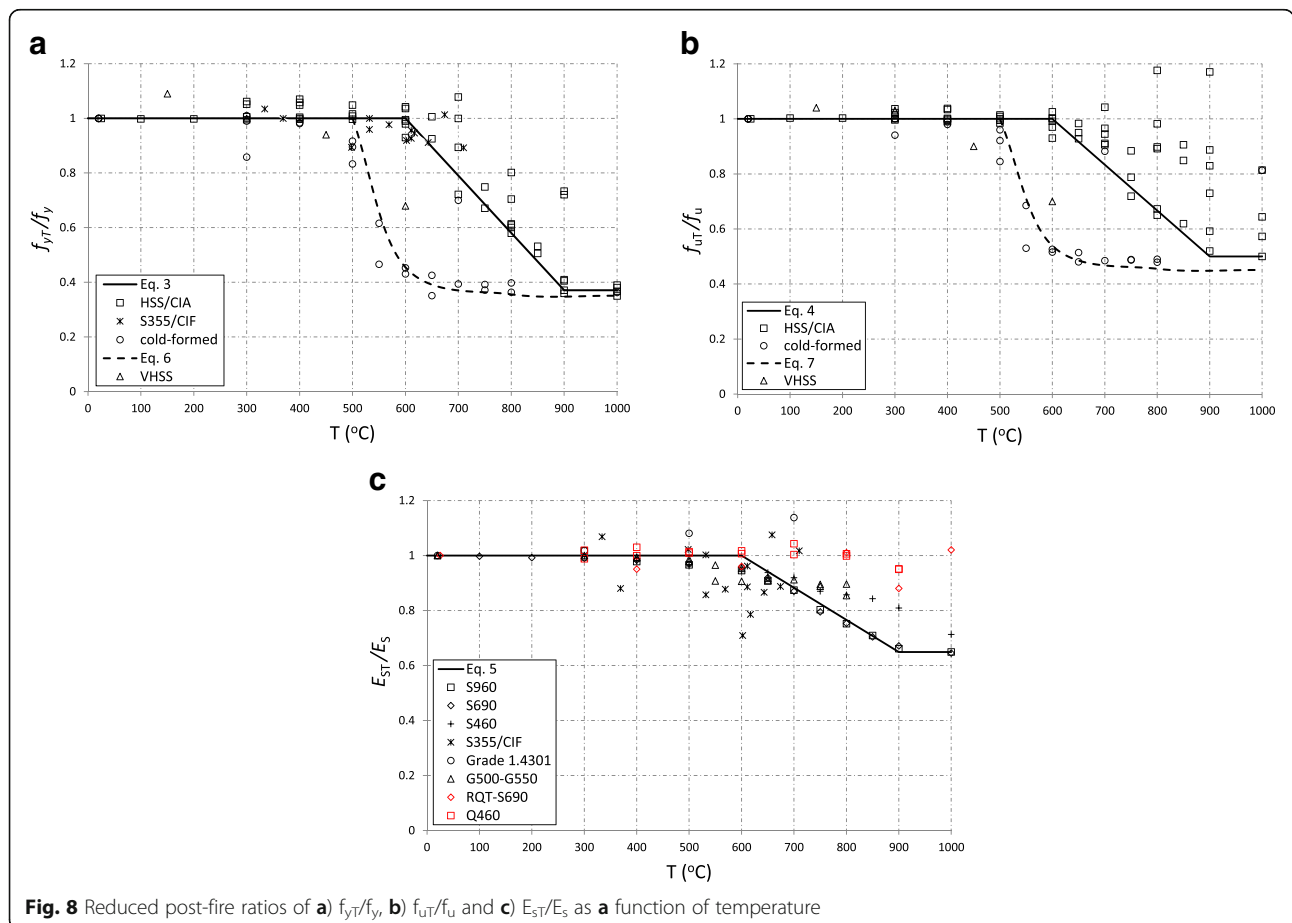 a
1.2
1
0.8
0.6
0.4
0.2
0
f_yT/f_y
Eq. 3
HSS/CIA
S355/CIF
cold-formed
Eq. 6
VHSS
0 100 200 300 400 500 600 700 800 900 1000
T (°C)
b
1.2
1
0.8
0.6
0.4
0.2
0
f_uT/f_u
Eq. 4
HSS/CIA
cold-formed
Eq. 7
VHSS
0 100 200 300 400 500 600 700 800 900 1000
T (°C)
c
1.2
1
0.8
0.6
0.4
0.2
0
E_ST/E_S
Eq. 5
S960
S690
S460
S355/CIF
Grade 1.4301
G500-G550
RQT-S690
Q460
0 100 200 300 400 500 600 700 800 900 1000
T (°C)
Fig. 8 Reduced post-fire ratios of a) f_yT/f_y, b) f_uT/f_u and c) E_sT/E_s as a function of temperature